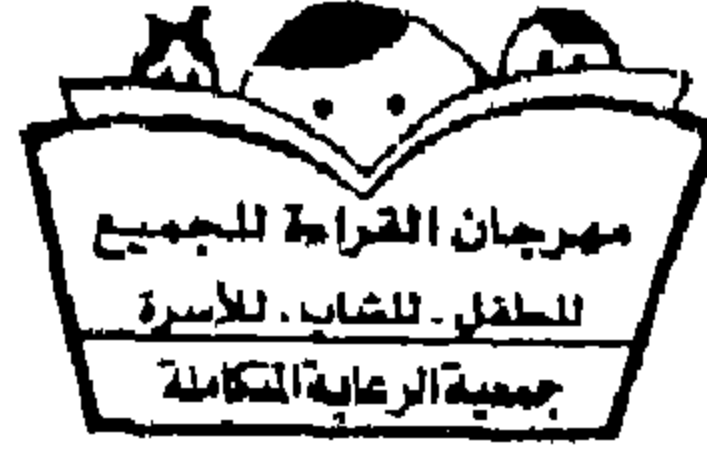 مهرجان القراءة للجميع
للطفل . للشاب . للأسرة
جمعية الرعاية المتكاملة